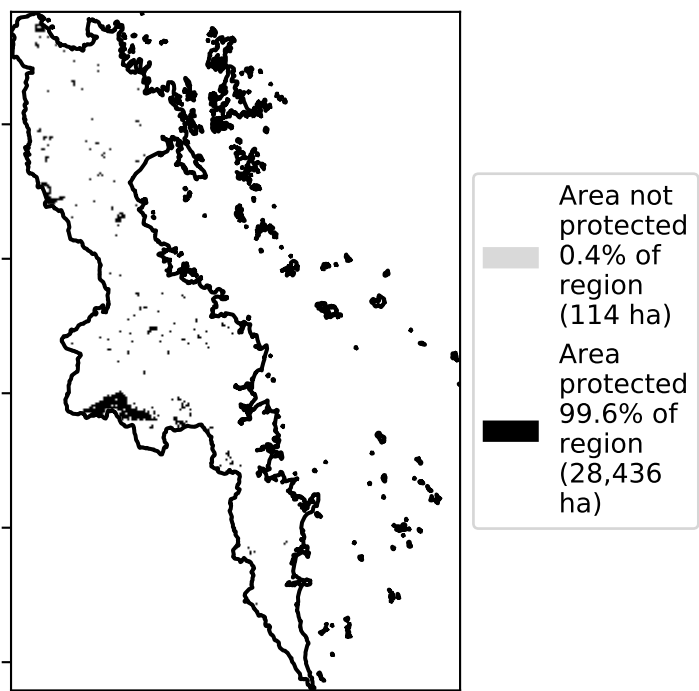 Area not
protected
0.4% of
region
(114 ha)
Area
protected
99.6% of
region
(28,436
ha)